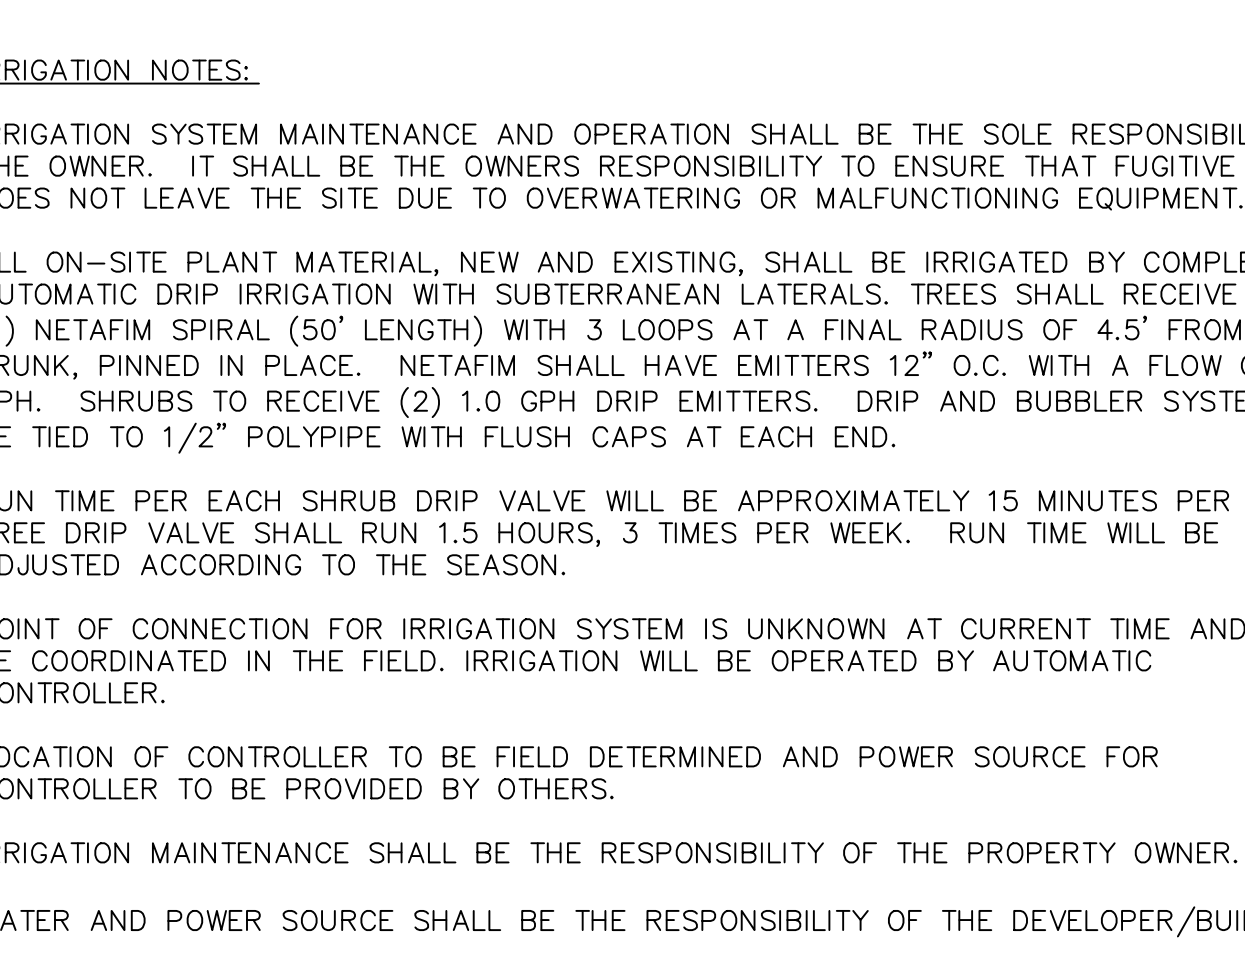 RRIGATION NOTES:
RRIGATION SYSTEM MAINTENANCE AND OPERATION SHALL BE THE SOLE RESPONSIBIL
HE OWNER. IT SHALL BE THE OWNERS RESPONSIBILITY TO ENSURE THAT FUGITIVE
OES NOT LEAVE THE SITE DUE TO OVERWATERING OR MALFUNCTIONING EQUIPMENT.
LL ON-SITE PLANT MATERIAL, NEW AND EXISTING, SHALL BE IRRIGATED BY COMPLE
UTOMATIC DRIP IRRIGATION WITH SUBTERRANEAN LATERALS. TREES SHALL RECEIVE
) NETAFIM SPIRAL (50' LENGTH) WITH 3 LOOPS AT A FINAL RADIUS OF 4.5' FROM
RUNK, PINNED IN PLACE. NETAFIM SHALL HAVE EMITTERS 12" O.C. WITH A FLOW
PH. SHRUBS TO RECEIVE (2) 1.0 GPH DRIP EMITTERS. DRIP AND BUBBLER SYSTE
E TIED TO 1/2" POLYPIPE WITH FLUSH CAPS AT EACH END.
UN TIME PER EACH SHRUB DRIP VALVE WILL BE APPROXIMATELY 15 MINUTES PER
REE DRIP VALVE SHALL RUN 1.5 HOURS, 3 TIMES PER WEEK. RUN TIME WILL BE
DJUSTED ACCORDING TO THE SEASON.
OINT OF CONNECTION FOR IRRIGATION SYSTEM IS UNKNOWN AT CURRENT TIME AND
E COORDINATED IN THE FIELD. IRRIGATION WILL BE OPERATED BY AUTOMATIC
ONTROLLER.
OCATION OF CONTROLLER TO BE FIELD DETERMINED AND POWER SOURCE FOR
ONTROLLER TO BE PROVIDED BY OTHERS.
RRIGATION MAINTENANCE SHALL BE THE RESPONSIBILITY OF THE PROPERTY OWNER.
ATER AND POWER SOURCE SHALL BE THE RESPONSIBILITY OF THE DEVELOPER/BUI